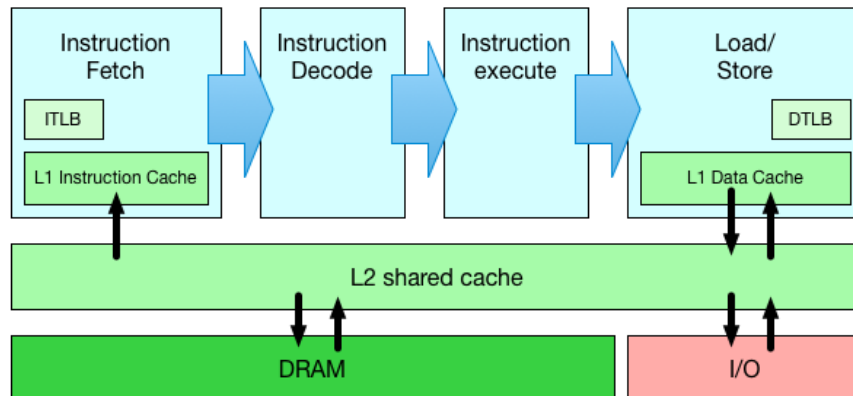 Instruction
Fetch
Instruction
Decode
Instruction
execute
Load/
Store
ITLB
DTLB
L1 Instruction Cache
L1 Data Cache
L2 shared cache
DRAM
I/O